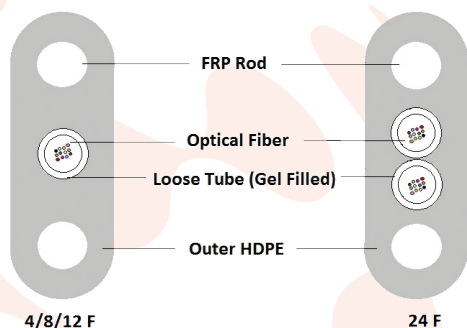 FRP Rod
Optical Fiber
Loose Tube (Gel Filled)
Outer HDPE
4/8/12 F
24 F